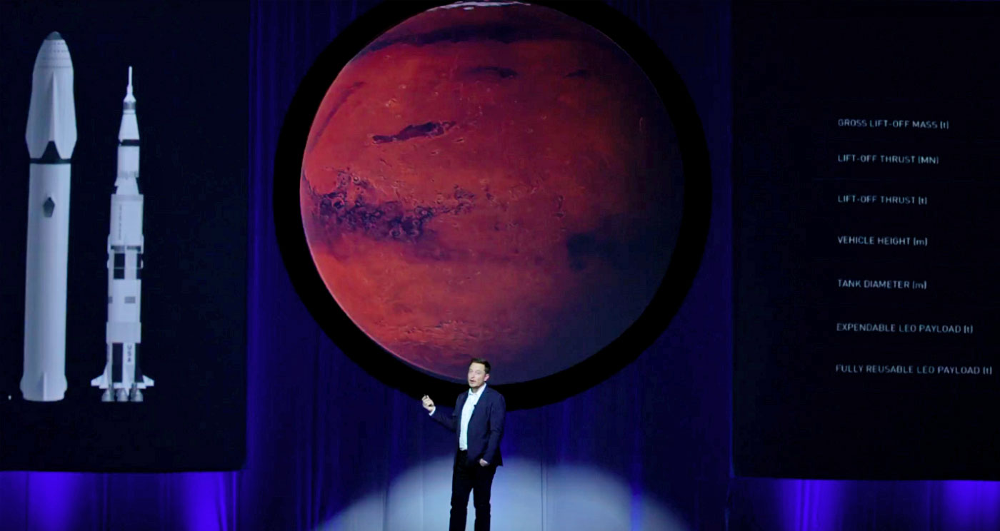 USA
GROSS LIFT-OFF MASS (t)
LIFT-OFF THRUST (MN)
LIFT-OFF THRUST (t)
VEHICLE HEIGHT (m)
TANK DIAMETER (m)
EXPENDABLE LEO PAYLOAD (t)
FULLY REUSABLE LEO PAYLOAD (t)